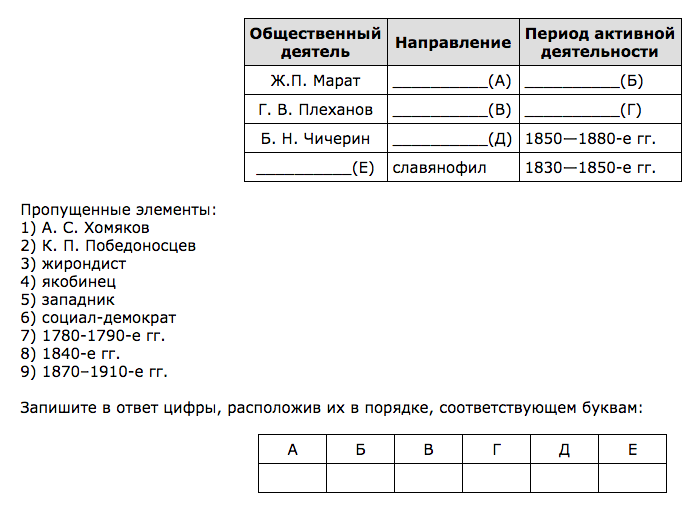 Общественный деятель Направление Период активной деятельности
Ж.П. Марат __________(А) __________(Б)
Г. В. Плеханов __________(В) __________(Г)
Б. Н. Чичерин __________(Д) 1850—1880-е гг.
__________(Е) славянофил 1830—1850-е гг.
Пропущенные элементы:
1) А. С. Хомяков
2) К. П. Победоносцев
3) жирондист
4) якобинец
5) западник
6) социал-демократ
7) 1780-1790-е гг.
8) 1840-е гг.
9) 1870–1910-е гг.
Запишите в ответ цифры, расположив их в порядке, соответствующем буквам:
А Б В Г Д Е